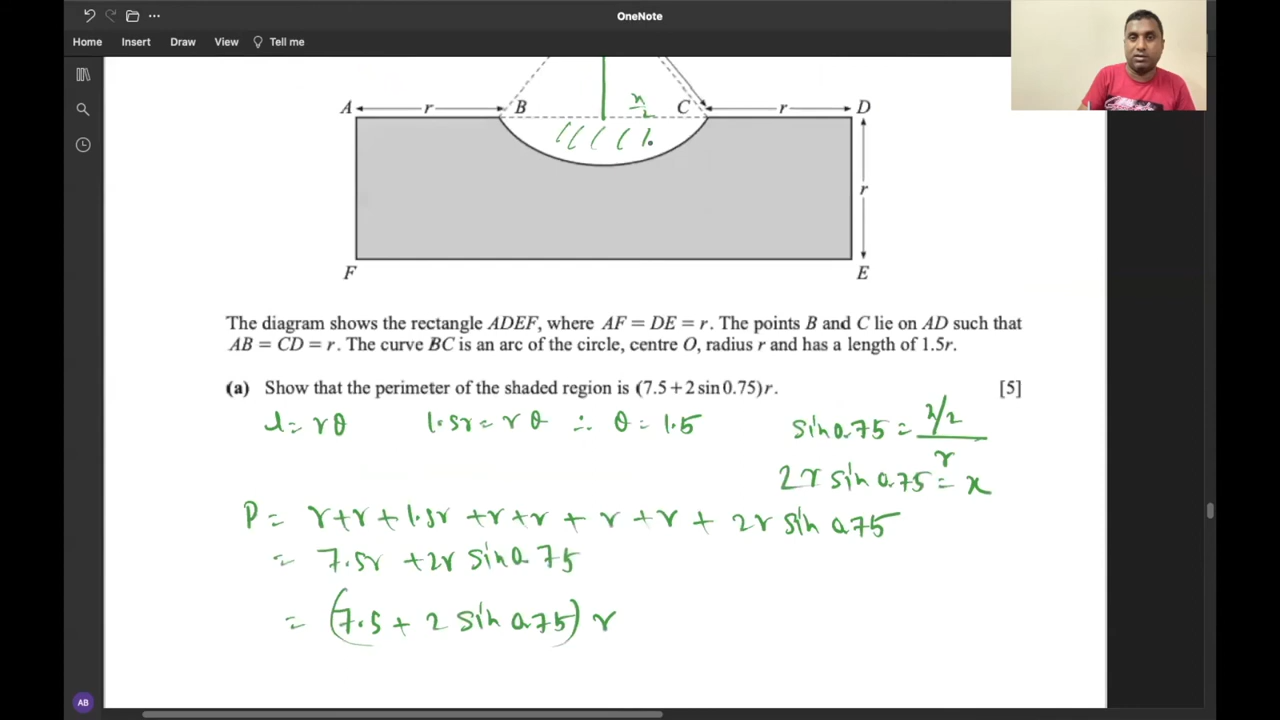 OneNote
Home Insert Draw View Tell me
x/2
A r B C r D
r
F E
The diagram shows the rectangle ADEF, where AF = DE = r. The points B and C lie on AD such that
AB = CD = r. The curve BC is an arc of the circle, centre O, radius r and has a length of 1.5r.
(a) Show that the perimeter of the shaded region is (7.5 + 2 sin 0.75)r. [5]
l = rθ 1.5r = rθ ∴ θ = 1.5
sin 0.75 = x/2 / r
2r sin 0.75 = x
P = r+r + 1.5r + r+r + r + r + 2r sin 0.75
= 7.5r + 2r sin 0.75
= (7.5 + 2 sin 0.75) r
AB